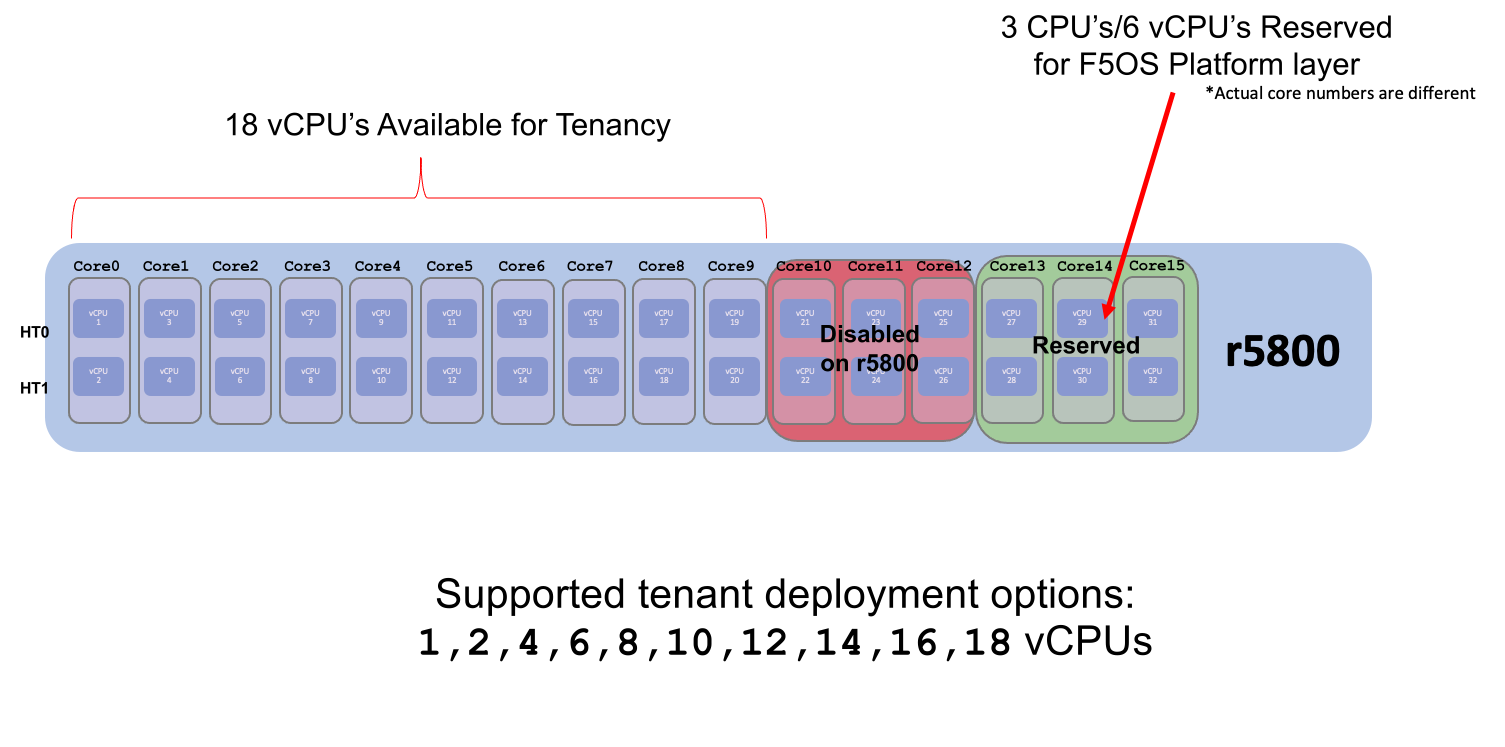 3 CPU's/6 vCPU's Reserved
for F5OS Platform layer
*Actual core numbers are different
18 vCPU's Available for Tenancy
Core0 Core1 Core2 Core3 Core4 Core5 Core6 Core7 Core8 Core9 Core10 Core11 Core12 Core13 Core14 Core15
HT0
vCPU 1
vCPU 3
vCPU 5
vCPU 7
vCPU 9
vCPU 11
vCPU 13
vCPU 15
vCPU 17
vCPU 19
vCPU 21
vCPU 23
vCPU 25
vCPU 27
vCPU 29
vCPU 31
Disabled
on r5800
Reserved
r5800
HT1
vCPU 2
vCPU 4
vCPU 6
vCPU 8
vCPU 10
vCPU 12
vCPU 14
vCPU 16
vCPU 18
vCPU 20
vCPU 22
vCPU 24
vCPU 26
vCPU 28
vCPU 30
vCPU 32
Supported tenant deployment options:
1,2,4,6,8,10,12,14,16,18 vCPUs